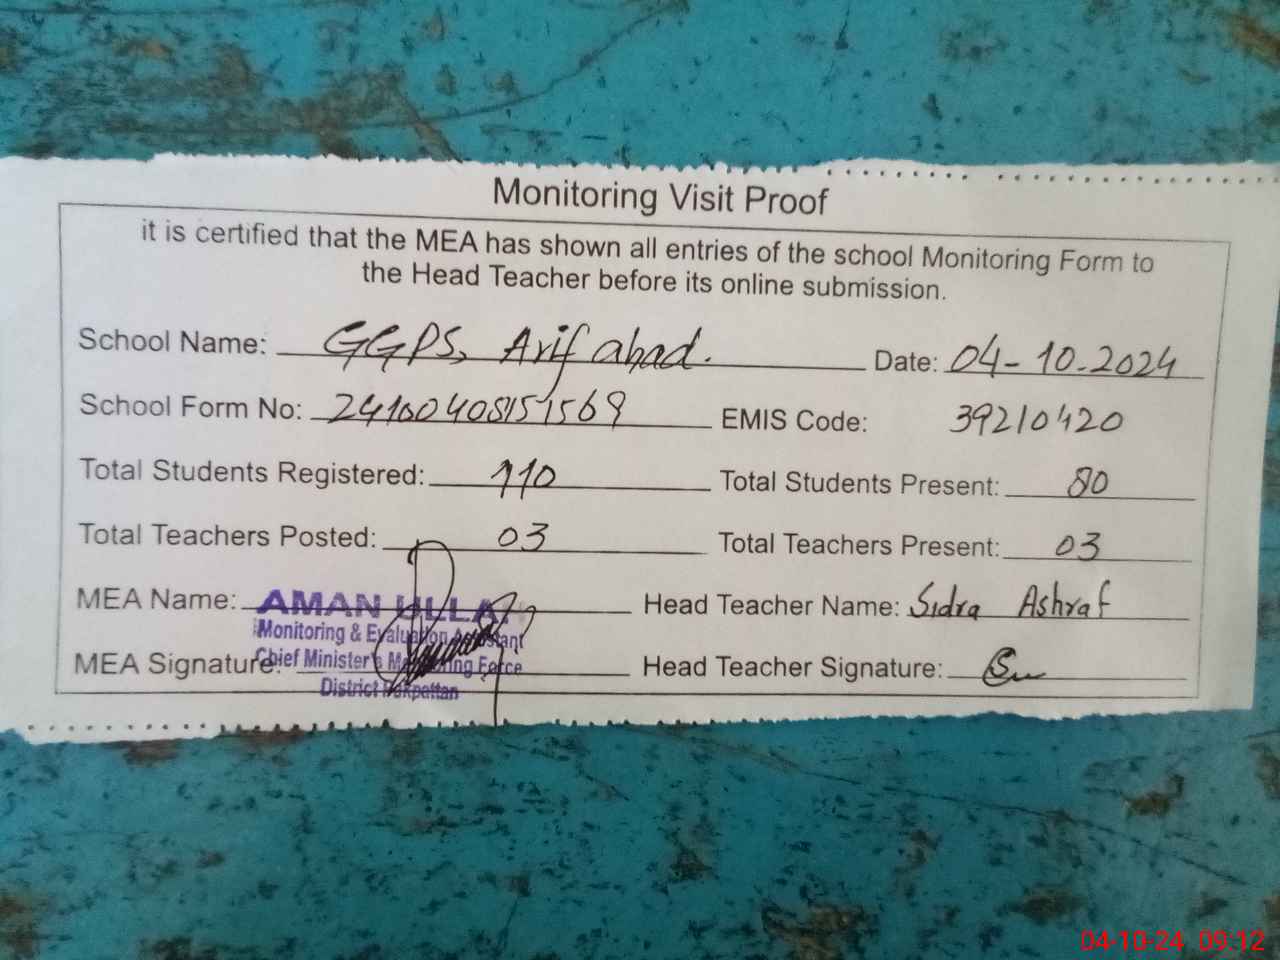 Monitoring Visit Proof
it is certified that the MEA has shown all entries of the school Monitoring Form to
the Head Teacher before its online submission.
School Name: GGPS, Arif abad. Date: 04-10-2024
School Form No: 24100408151569 EMIS Code: 39210420
Total Students Registered: 110 Total Students Present: 80
Total Teachers Posted: 03 Total Teachers Present: 03
MEA Name: AMAN ULLAH Head Teacher Name: Sidra Ashraf
Monitoring & Evaluation Assistant
MEA Signature: Chief Minister's Monitoring Force Head Teacher Signature:
District Pakpattan
04-10-24 09:12